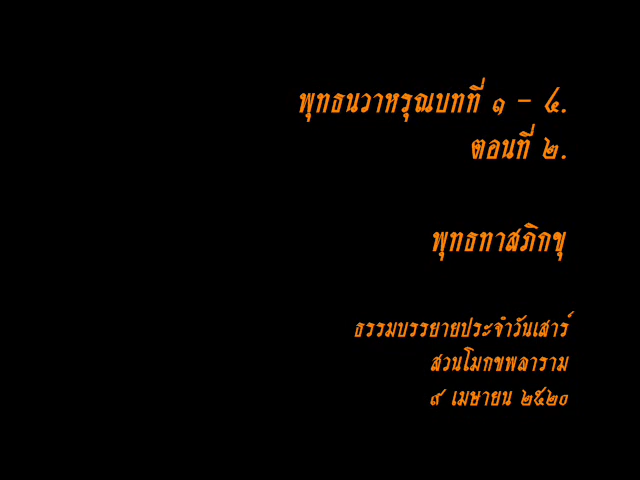 พุทธนวาหรุณบทที่ ๑ - ๔.
ตอนที่ ๒.
พุทธทาสภิกขุ
ธรรมบรรยายประจำวันเสาร์
สวนโมกขพลาราม
๙ เมษายน ๒๕๒๐